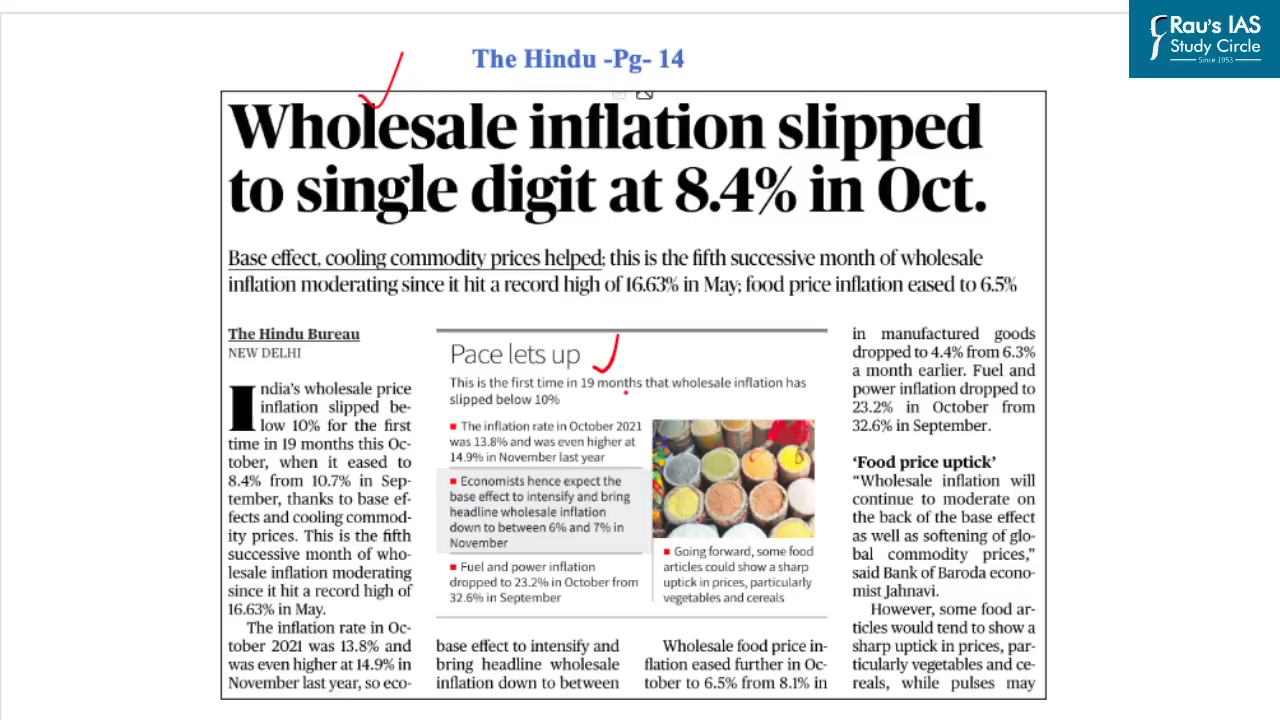 Rau's IAS
Study Circle
Since 1953
The Hindu -Pg- 14
Wholesale inflation slipped
to single digit at 8.4% in Oct.
Base effect, cooling commodity prices helped; this is the fifth successive month of wholesale
inflation moderating since it hit a record high of 16.63% in May; food price inflation eased to 6.5%
The Hindu Bureau
NEW DELHI
India's wholesale price
inflation slipped be-
low 10% for the first
time in 19 months this Oc-
tober, when it eased to
8.4% from 10.7% in Sep-
tember, thanks to base ef-
fects and cooling commod-
ity prices. This is the fifth
successive month of who-
lesale inflation moderating
since it hit a record high of
16.63% in May.
The inflation rate in Oc-
tober 2021 was 13.8% and
was even higher at 14.9% in
November last year, so eco-
Pace lets up
This is the first time in 19 months that wholesale inflation has
slipped below 10%
■ The inflation rate in October 2021
was 13.8% and was even higher at
14.9% in November last year
■ Economists hence expect the
base effect to intensify and bring
headline wholesale inflation
down to between 6% and 7% in
November
■ Fuel and power inflation
dropped to 23.2% in October from
32.6% in September
■ Going forward, some food
articles could show a sharp
uptick in prices, particularly
vegetables and cereals
base effect to intensify and
bring headline wholesale
inflation down to between
Wholesale food price in-
flation eased further in Oc-
tober to 6.5% from 8.1% in
in manufactured goods
dropped to 4.4% from 6.3%
a month earlier. Fuel and
power inflation dropped to
23.2% in October from
32.6% in September.
'Food price uptick'
"Wholesale inflation will
continue to moderate on
the back of the base effect
as well as softening of glo-
bal commodity prices,"
said Bank of Baroda econo-
mist Jahnavi.
However, some food ar-
ticles would tend to show a
sharp uptick in prices, par-
ticularly vegetables and ce-
reals, while pulses may